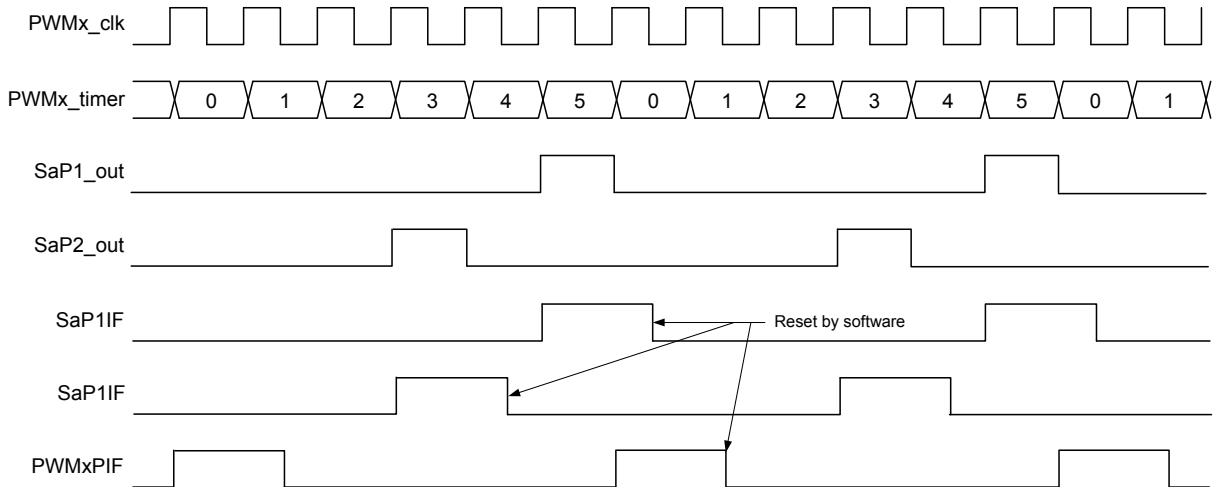 PWMx_clk
PWMx_timer 0 1 2 3 4 5 0 1 2 3 4 5 0 1
SaP1_out
SaP2_out
SaP1IF
Reset by software
SaP1IF
PWMxPIF